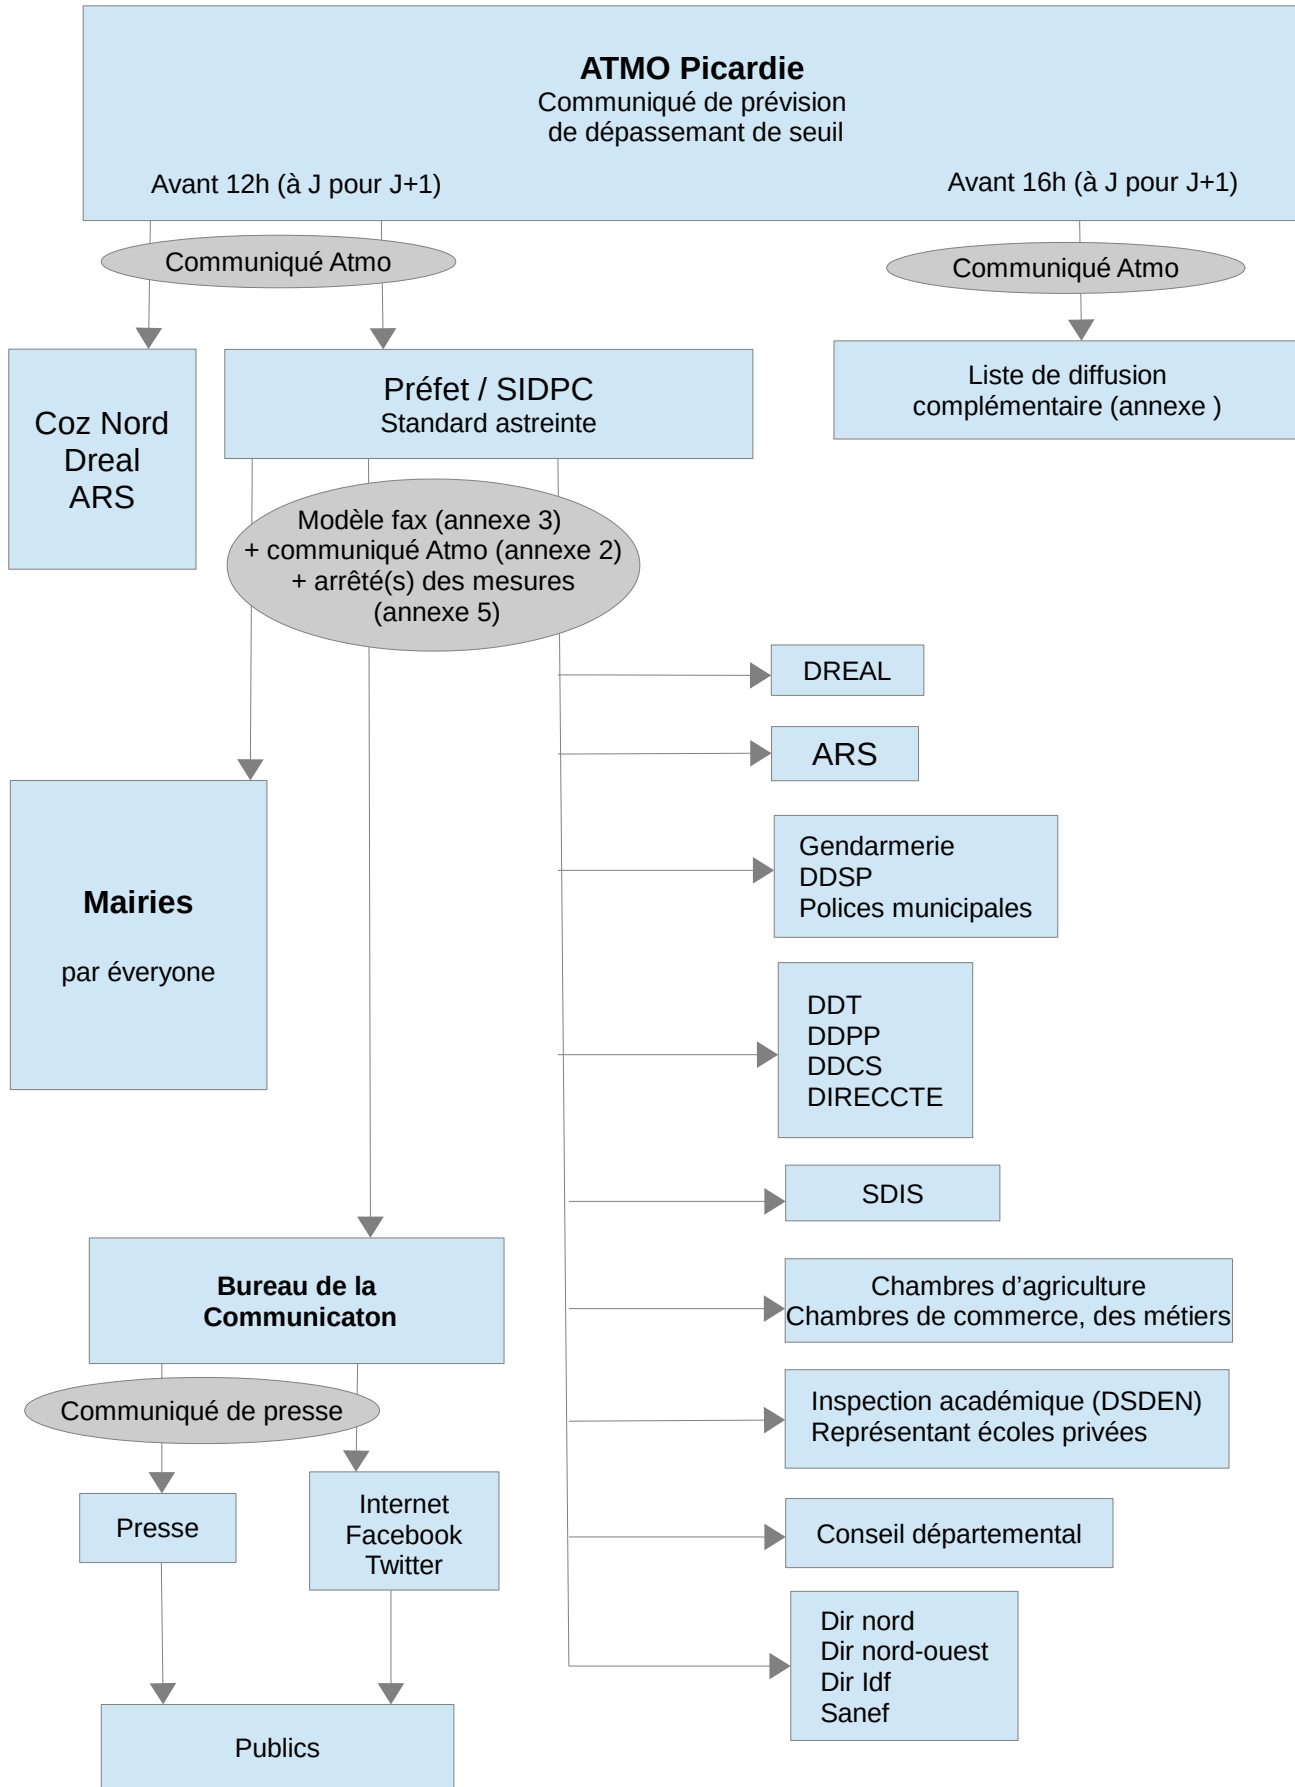 ATMO Picardie
Communiqué de prévision
de dépassemant de seuil
Avant 12h (à J pour J+1)
Avant 16h (à J pour J+1)
Communiqué Atmo
Communiqué Atmo
Coz Nord
Dreal
ARS
Préfet / SIDPC
Standard astreinte
Liste de diffusion
complémentaire (annexe )
Modèle fax (annexe 3)
+ communiqué Atmo (annexe 2)
+ arrêté(s) des mesures
(annexe 5)
DREAL
ARS
Gendarmerie
DDSP
Polices municipales
Mairies
par éveryone
DDT
DDPP
DDCS
DIRECCTE
SDIS
Bureau de la
Communicaton
Chambres d'agriculture
Chambres de commerce, des métiers
Communiqué de presse
Inspection académique (DSDEN)
Représentant écoles privées
Presse
Internet
Facebook
Twitter
Conseil départemental
Dir nord
Dir nord-ouest
Dir Idf
Sanef
Publics